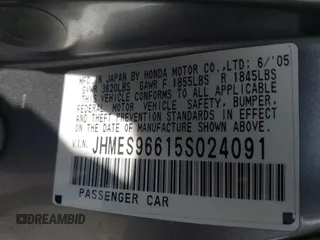 MFD. IN JAPAN BY HONDA MOTOR CO.,LTD. 6/'05
GVWR 3620LBS GAWR F 1855LBS R 1845LBS
THIS VEHICLE CONFORMS TO ALL APPLICABLE
FEDERAL MOTOR VEHICLE SAFETY, BUMPER,
AND THEFT PREVENTION STANDARDS IN
EFFECT ON THE DATE OF MANUFACTURE
SHOWN ABOVE.
V.I.N. JHMES96615S024091
PASSENGER CAR
DREAMBID